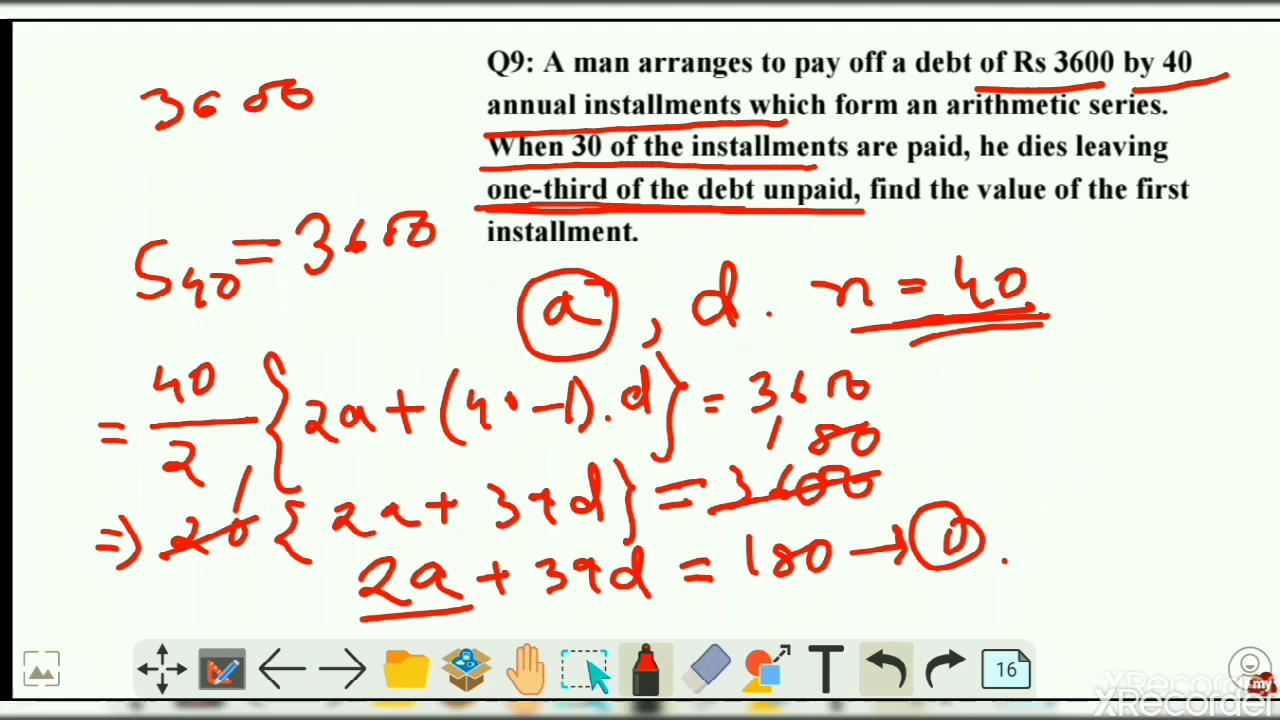 Q9: A man arranges to pay off a debt of Rs 3600 by 40
annual installments which form an arithmetic series.
When 30 of the installments are paid, he dies leaving
one-third of the debt unpaid, find the value of the first
installment.
3600
S40 = 3600
a, d. n = 40
= 40/2 {2a + (40-1).d} = 3600
1 180
=> 20 {2a + 39d} = 3600
2a + 39d = 180 → (i).
T
16
XRecorder
XRecorder
my